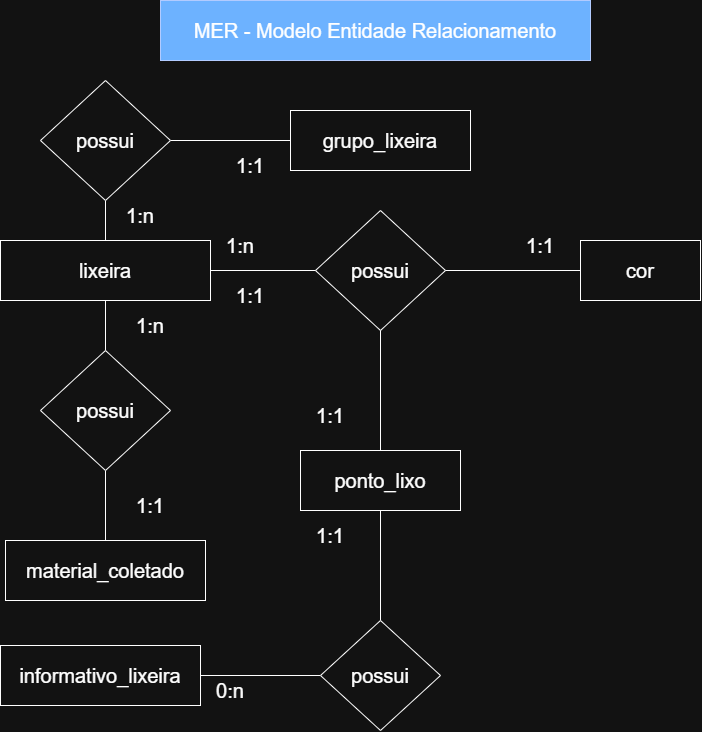 MER - Modelo Entidade Relacionamento
possui
grupo_lixeira
1:1
1:n
lixeira
1:n
1:1
possui
1:1
cor
1:n
possui
1:1
ponto_lixo
1:1
1:1
material_coletado
informativo_lixeira
0:n
possui